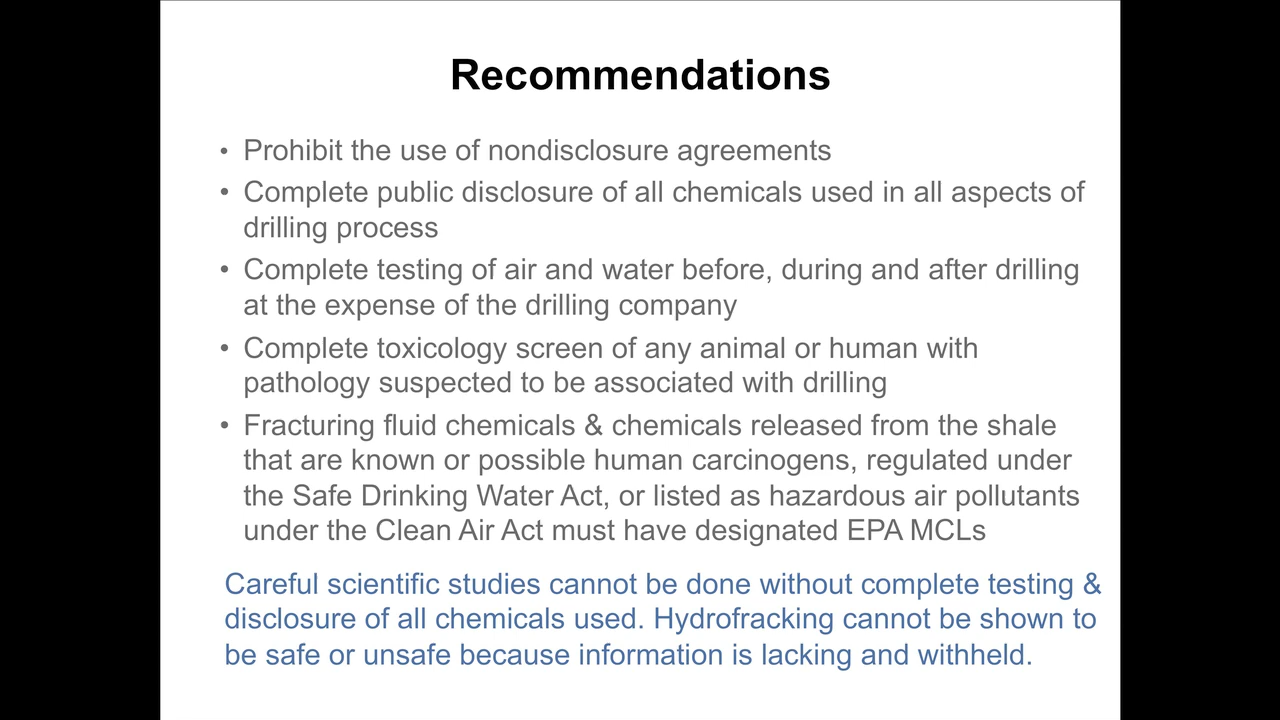 Recommendations
• Prohibit the use of nondisclosure agreements
• Complete public disclosure of all chemicals used in all aspects of
drilling process
• Complete testing of air and water before, during and after drilling
at the expense of the drilling company
• Complete toxicology screen of any animal or human with
pathology suspected to be associated with drilling
• Fracturing fluid chemicals & chemicals released from the shale
that are known or possible human carcinogens, regulated under
the Safe Drinking Water Act, or listed as hazardous air pollutants
under the Clean Air Act must have designated EPA MCLs
Careful scientific studies cannot be done without complete testing &
disclosure of all chemicals used. Hydrofracking cannot be shown to
be safe or unsafe because information is lacking and withheld.